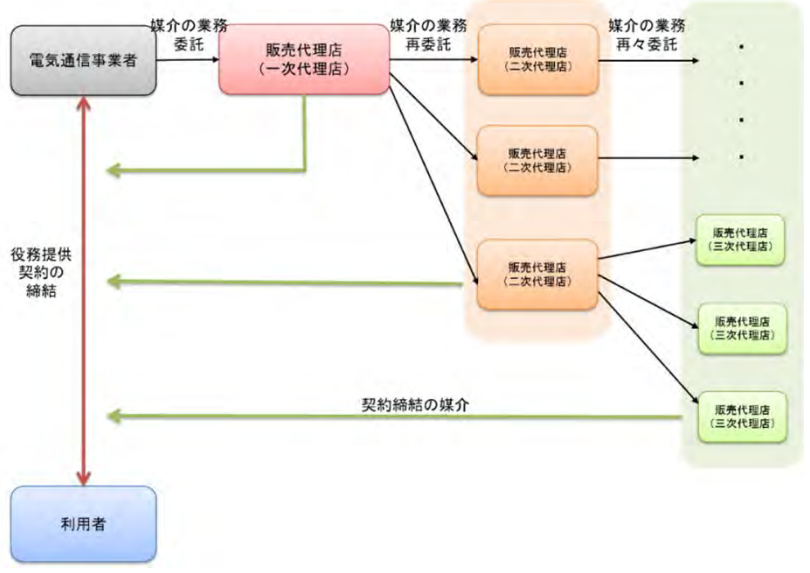 媒介の業務
委託
媒介の業務
再委託
媒介の業務
再々委託
電気通信事業者
販売代理店
（一次代理店）
販売代理店
（二次代理店）
販売代理店
（二次代理店）
販売代理店
（二次代理店）
・
・
・
・
販売代理店
（三次代理店）
販売代理店
（三次代理店）
販売代理店
（三次代理店）
役務提供
契約の
締結
契約締結の媒介
利用者